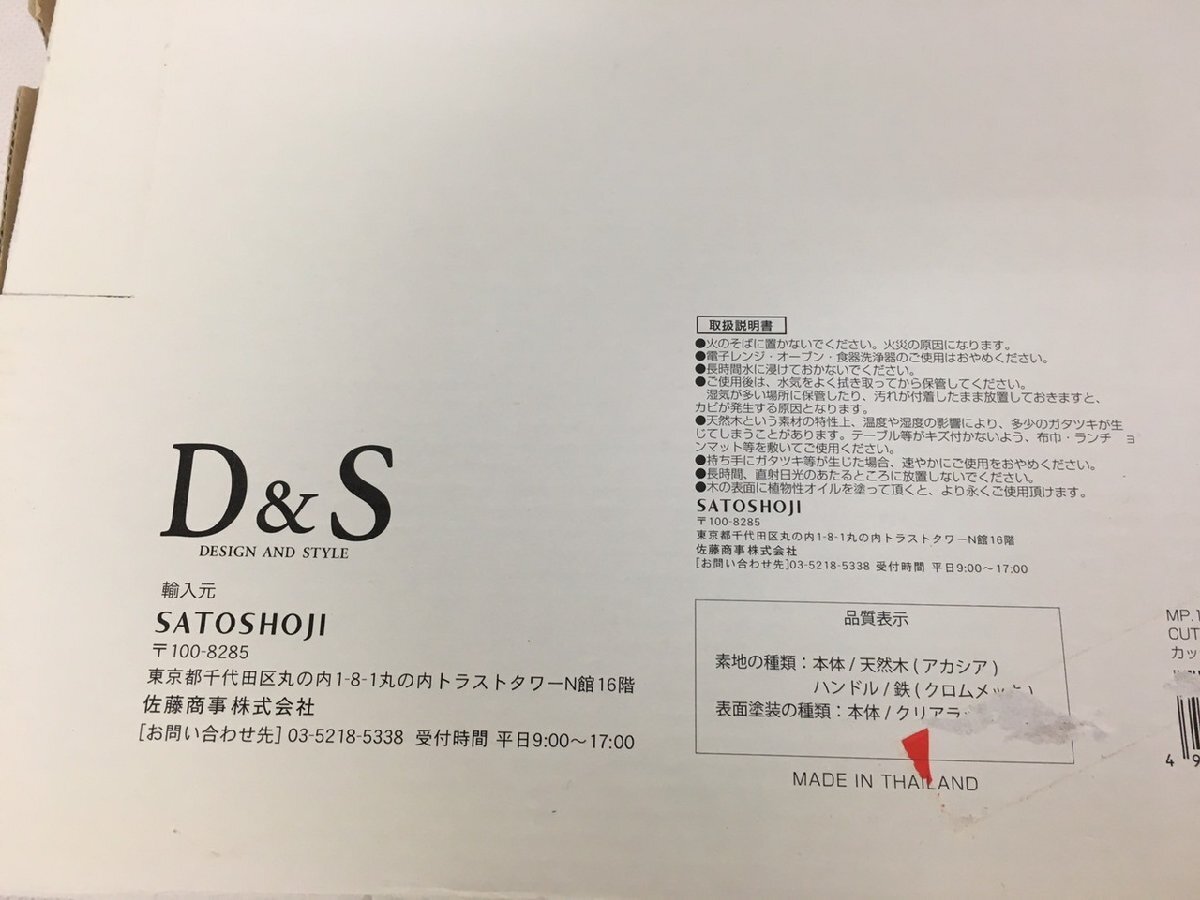 D&S
DESIGN AND STYLE
輸入元
SATOSHOJI
〒100-8285
東京都千代田区丸の内1-8-1丸の内トラストタワーN館16階
佐藤商事株式会社
[お問い合わせ先] 03-5218-5338 受付時間 平日9:00～17:00
取扱説明書
●火のそばに置かないでください。火災の原因になります。
●電子レンジ・オーブン・食器洗浄器のご使用はおやめください。
●長時間水に浸けておかないでください。
●ご使用後は、水気をよく拭き取ってから保管してください。
湿気が多い場所に保管したり、汚れが付着したまま放置しておきますと、
カビが発生する原因となります。
●天然木という素材の特性上、温度や湿度の影響により、多少のガタツキが生
じてしまうことがあります。テーブル等がキズ付かないよう、布巾・ランチョ
ンマット等を敷いてご使用ください。
●持ち手にガタツキ等が生じた場合、速やかにご使用をおやめください。
●長時間、直射日光のあたるところに放置しないでください。
●木の表面に植物性オイルを塗って頂くと、より永くご使用頂けます。
SATOSHOJI
〒100-8285
東京都千代田区丸の内1-8-1丸の内トラストタワーN館16階
佐藤商事株式会社
[お問い合わせ先]03-5218-5338 受付時間 平日9:00～17:00
品質表示
素地の種類：本体/天然木(アカシア)
ハンドル/鉄(クロムメッキ)
表面塗装の種類：本体/クリアラ
MADE IN THAILAND
MP.1
CUT
カッ
4 9